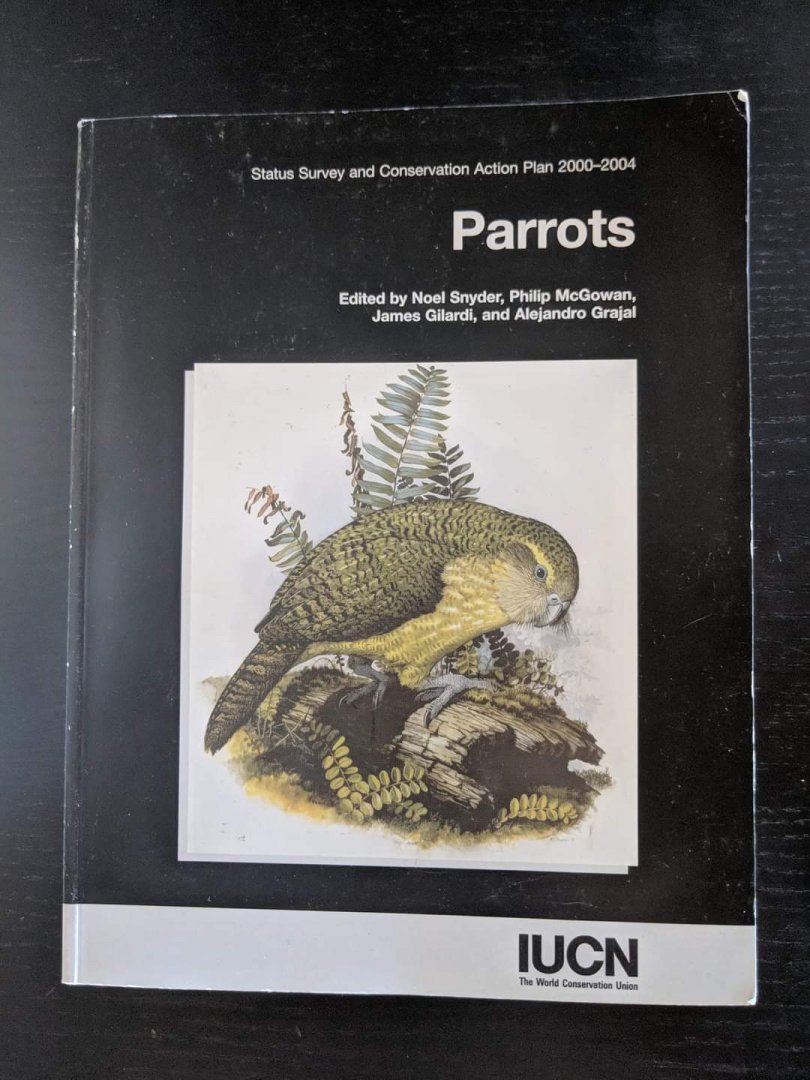 Status Survey and Conservation Action Plan 2000–2004
Parrots
Edited by Noel Snyder, Philip McGowan,
James Gilardi, and Alejandro Grajal
IUCN
The World Conservation Union